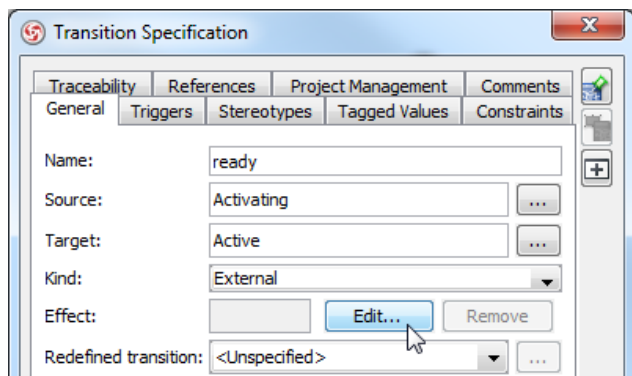 Transition Specification
Traceability References Project Management Comments
General Triggers Stereotypes Tagged Values Constraints
Name: ready
Source: Activating ...
Target: Active ...
Kind: External
Effect: Edit... Remove
Redefined transition: <Unspecified> ...